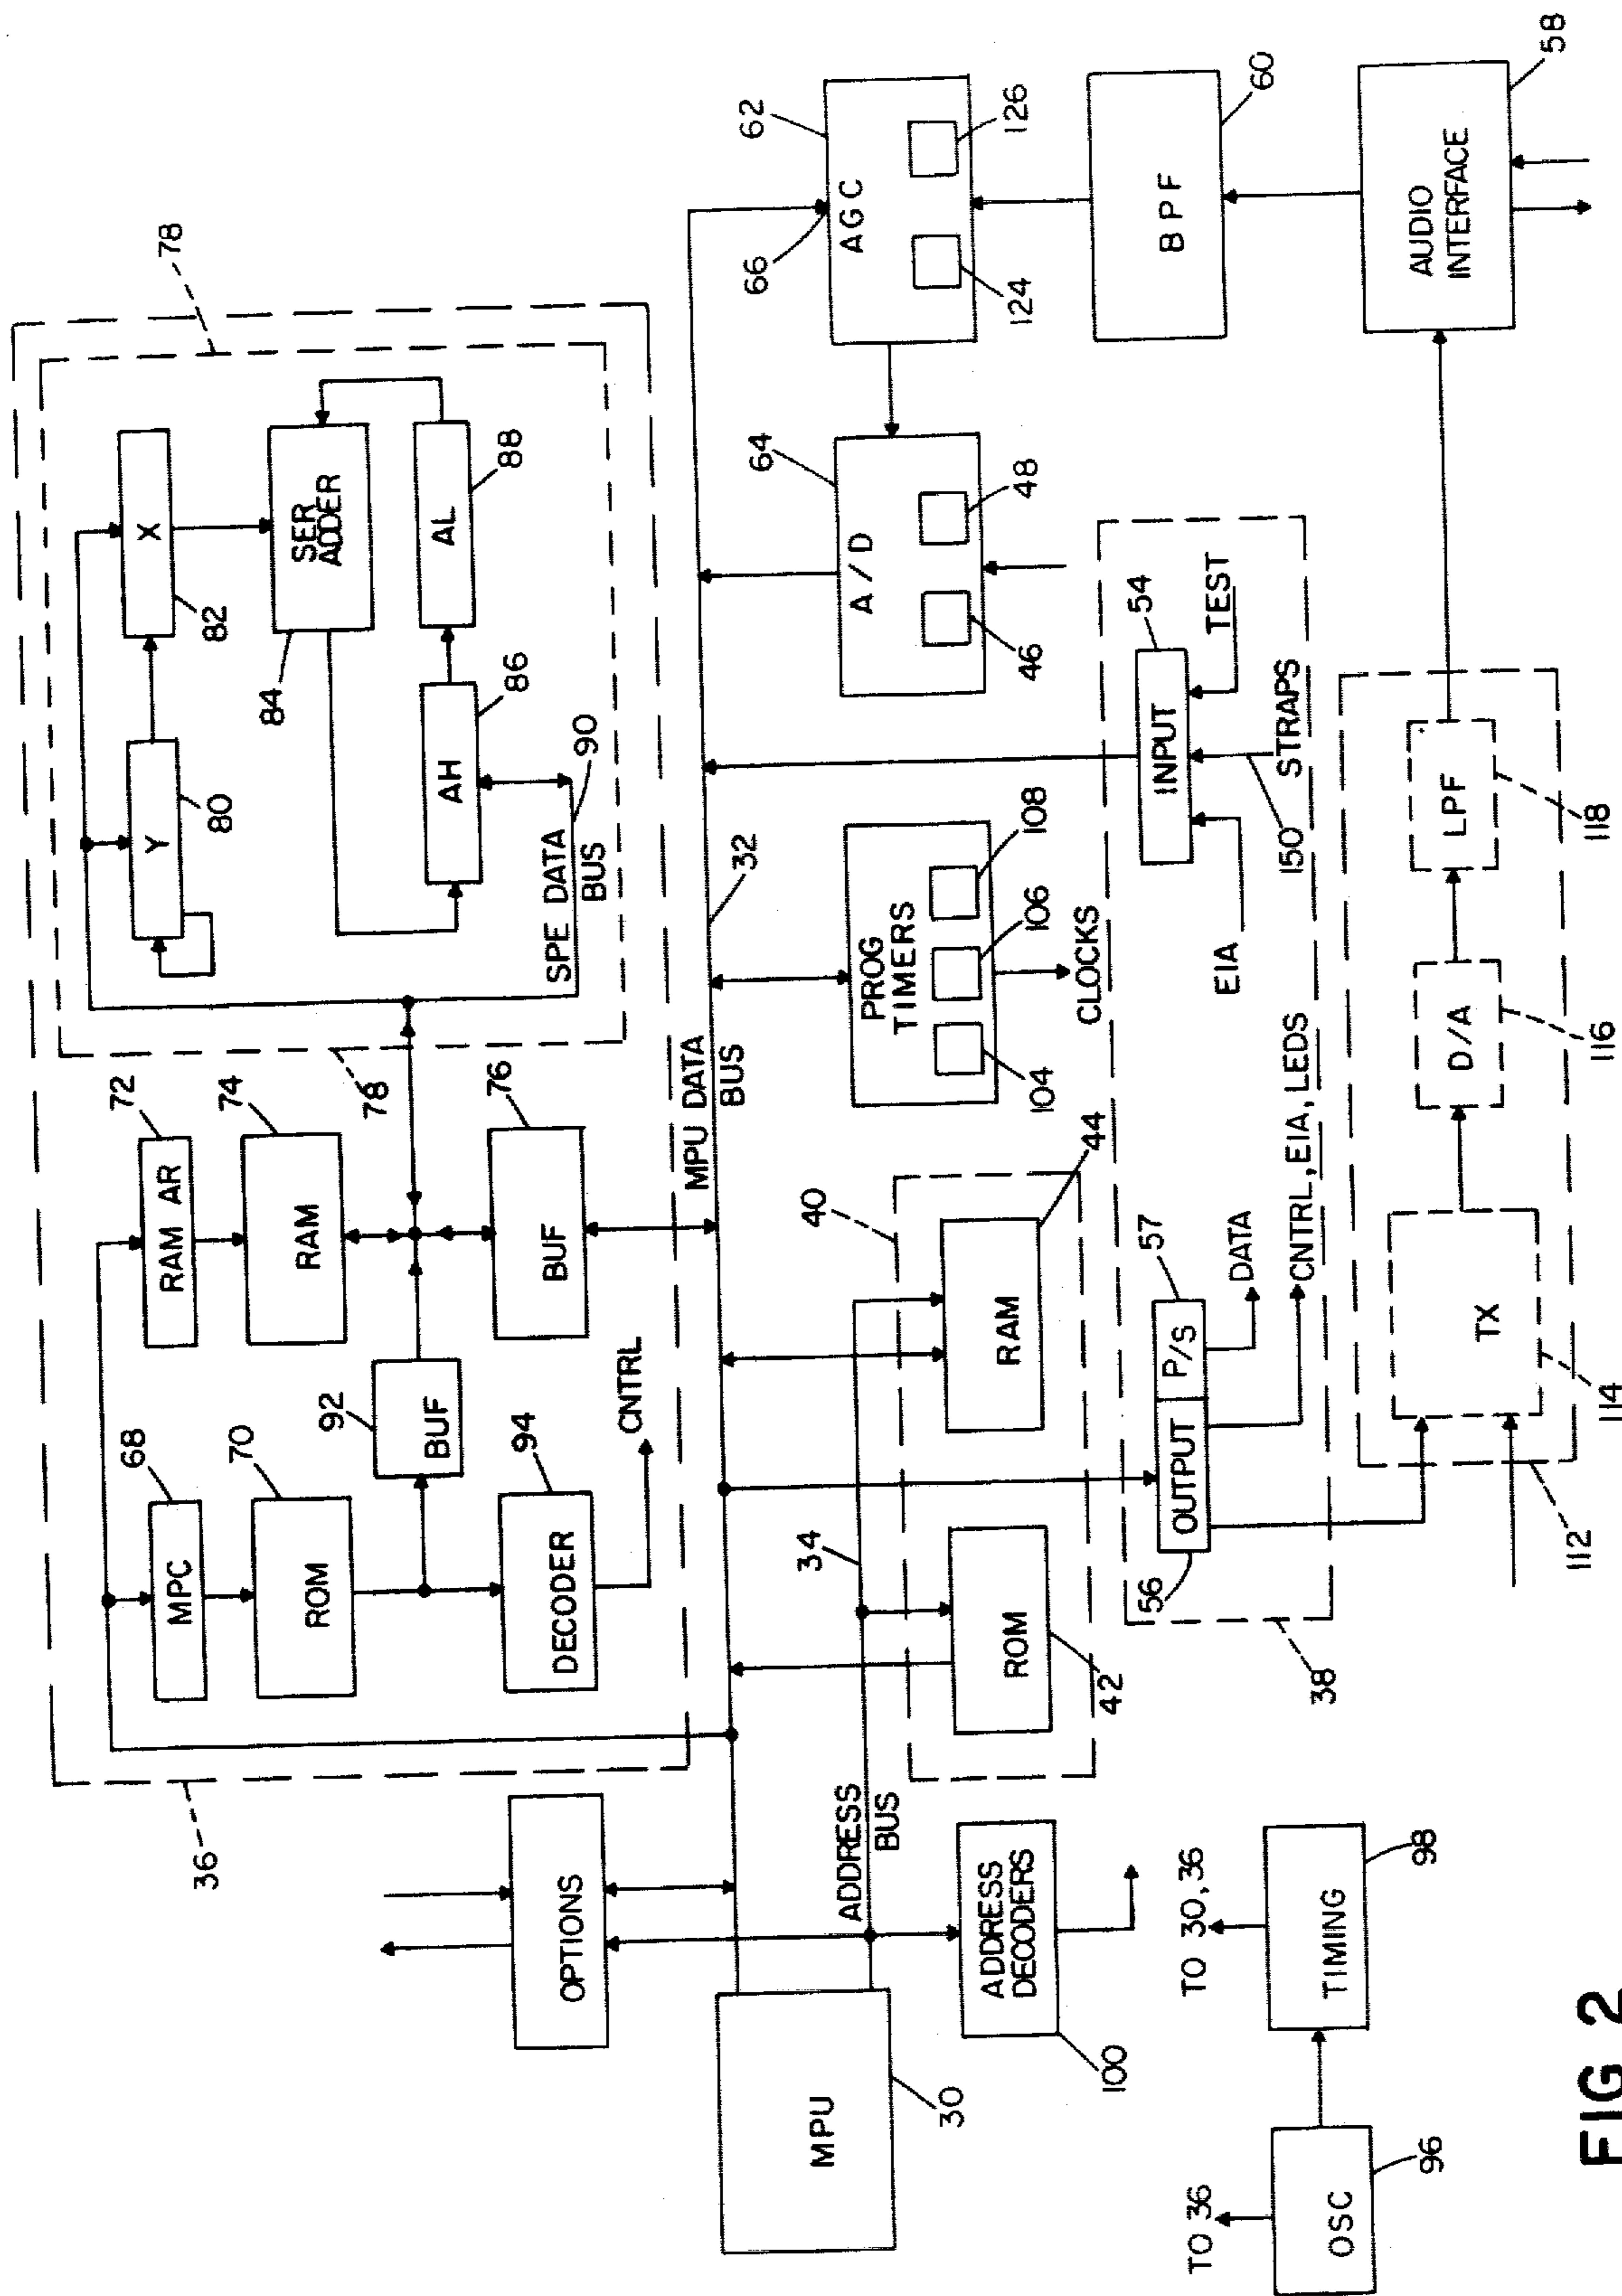 78
36
MPC
68
RAM AR
72
Y
80
X
82
ROM
70
RAM
74
SER
ADDER
84
BUF
92
78
DECODER
94
BUF
76
AH
86
AL
88
SPE DATA
BUS
90
CNTRL
OPTIONS
MPU DATA
BUS
32
MPU
30
ADDRESS
BUS
34
40
ROM
42
RAM
44
PROG
TIMERS
104
106
108
CLOCKS
A/D
64
46
48
AGC
62
66
124
126
ADDRESS
DECODERS
100
OUTPUT
56
P/S
57
DATA
CNTRL, EIA, LEDS
INPUT
54
EIA
150
STRAPS
TEST
38
BPF
60
TO 36
OSC
96
TO 30, 36
TIMING
98
TX
114
D/A
116
LPF
118
112
AUDIO
INTERFACE
58
FIG 2